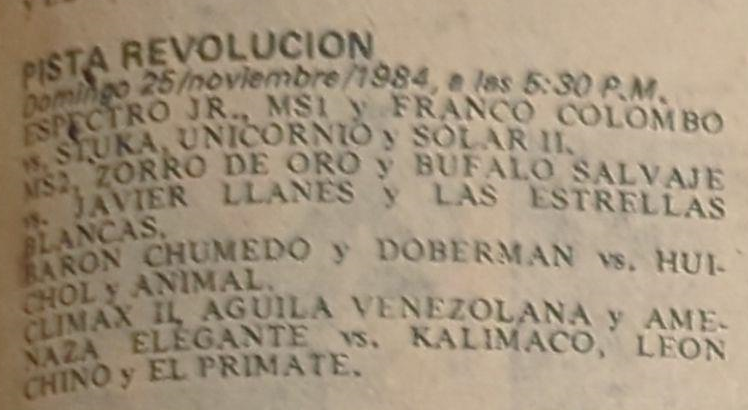 PISTA REVOLUCION
Domingo 25/noviembre/1984, a las 5:30 P.M.
ESPECTRO JR., MS1 y FRANCO COLOMBO
vs. STUKA, UNICORNIO y SOLAR II.
MS2, ZORRO DE ORO y BUFALO SALVAJE
vs. JAVIER LLANES y LAS ESTRELLAS
BLANCAS.
BARON CHUMEDO y DOBERMAN vs. HUI-
CHOL y ANIMAL.
CLIMAX II, AGUILA VENEZOLANA y AME-
NAZA ELEGANTE vs. KALIMACO, LEON
CHINO y EL PRIMATE.